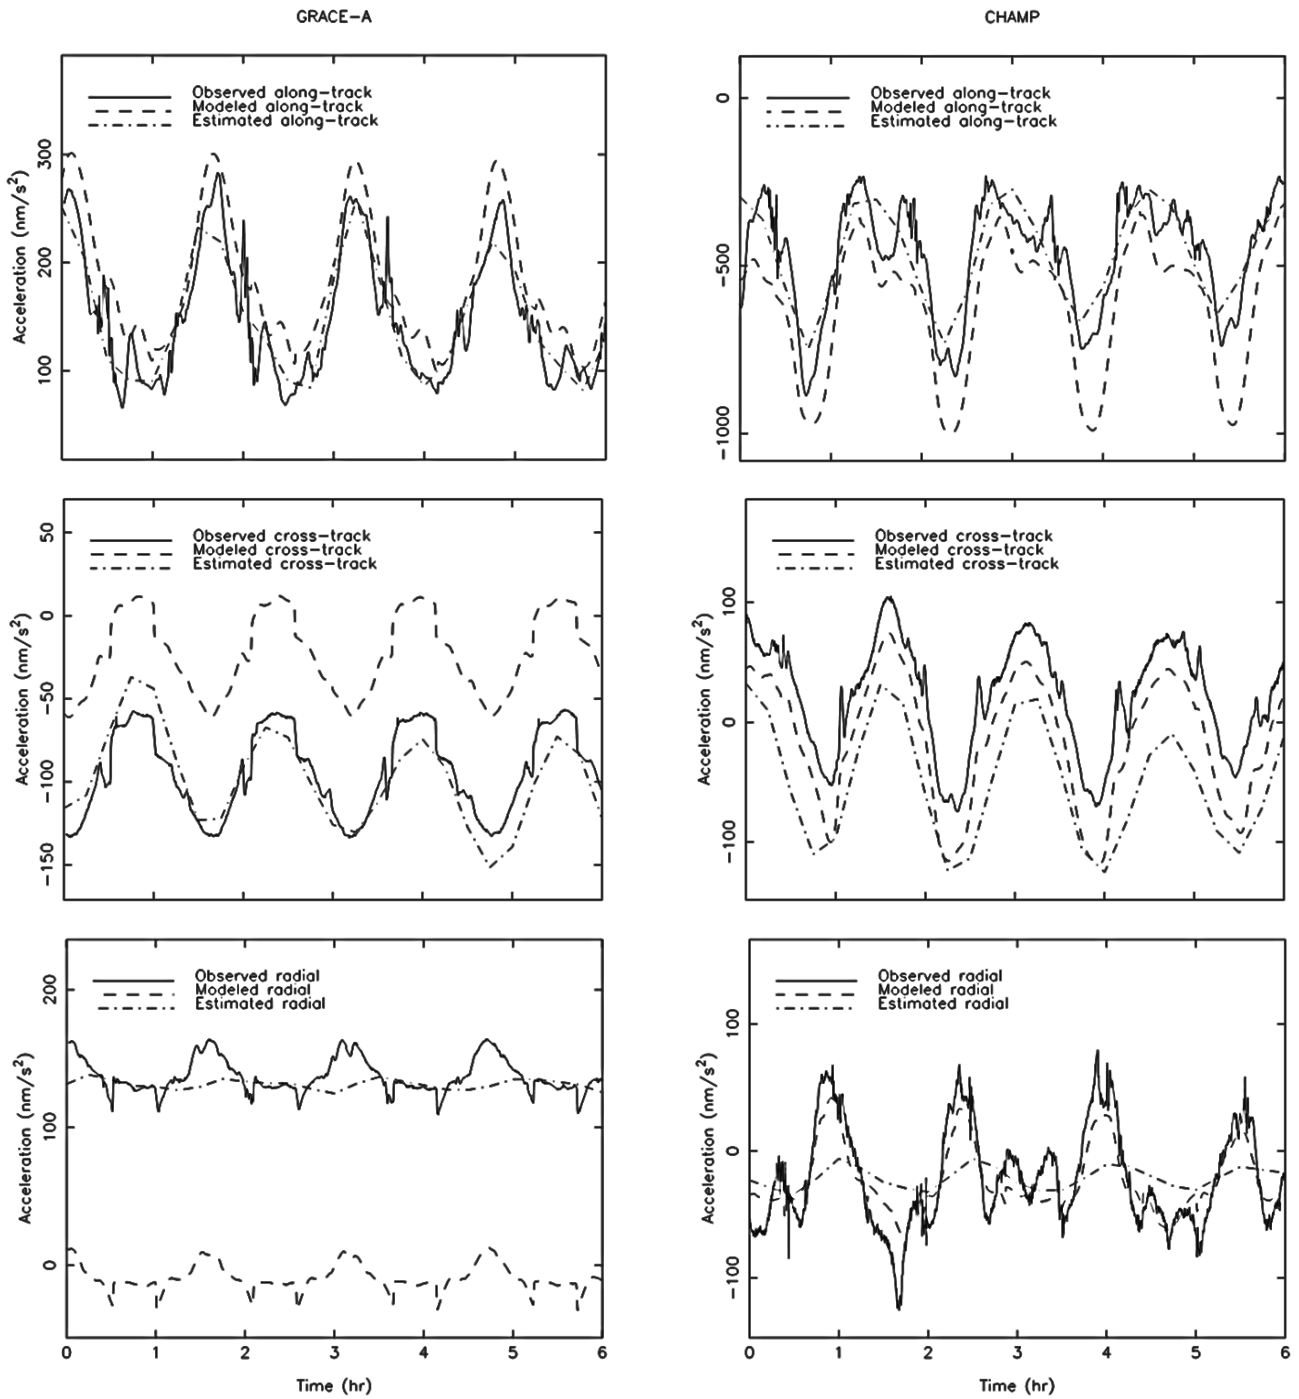 GRACE-A
CHAMP
Observed along-track
Modeled along-track
Estimated along-track
Acceleration (nm/s²)
300
200
100
Observed along-track
Modeled along-track
Estimated along-track
Acceleration (nm/s²)
0
-500
-1000
Observed cross-track
Modeled cross-track
Estimated cross-track
Acceleration (nm/s²)
50
0
-50
-100
-150
Observed cross-track
Modeled cross-track
Estimated cross-track
Acceleration (nm/s²)
100
0
-100
Observed radial
Modeled radial
Estimated radial
Acceleration (nm/s²)
200
100
0
0 1 2 3 4 5 6
Time (hr)
Observed radial
Modeled radial
Estimated radial
Acceleration (nm/s²)
100
0
-100
0 1 2 3 4 5 6
Time (hr)